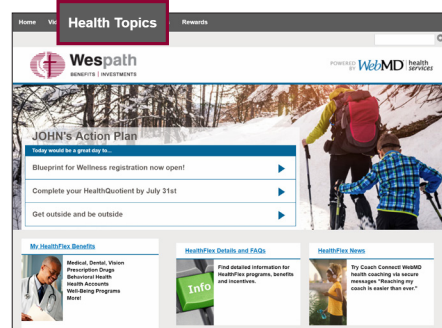 Home Vi Health Topics Rewards
Wespath
BENEFITS | INVESTMENTS
POWERED BY WebMD health services
JOHN's Action Plan
Today would be a great day to...
Blueprint for Wellness registration now open!
Complete your HealthQuotient by July 31st
Get outside and be outside
My HealthFlex Benefits
Medical, Dental, Vision
Prescription Drugs
Behavioral Health
Health Accounts
Well-Being Programs
More!
HealthFlex Details and FAQs
Info
Find detailed information for
HealthFlex programs, benefits
and incentives.
HealthFlex News
Try Coach Connect! WebMD
health coaching via secure
messages "Reaching my
coach is easier than ever."